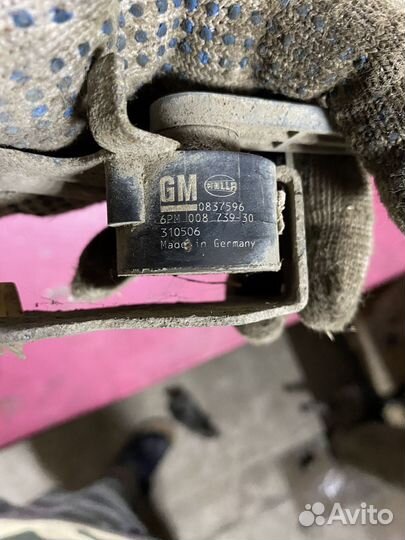 GM HELLA
0837596
6PM 008 739-30
310506
Made in Germany
Avito